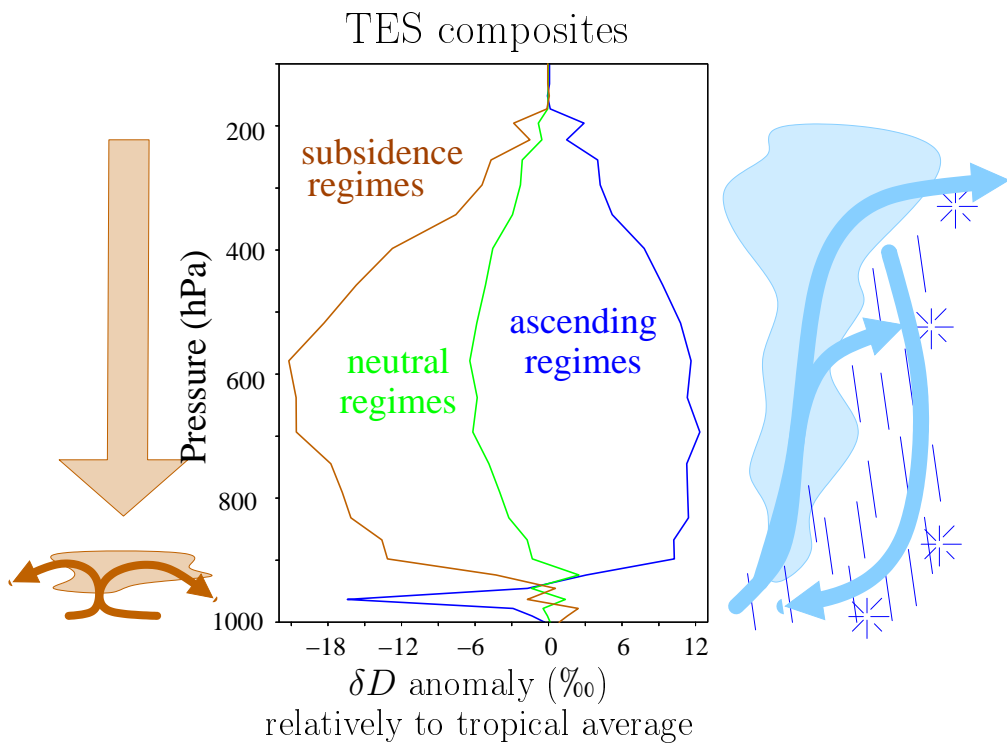 TES composites
200
400
600
800
1000
Pressure (hPa)
subsidence
regimes
ascending
regimes
neutral
regimes
−18
−12
−6
0
6
12
δD anomaly (‰)
relatively to tropical average